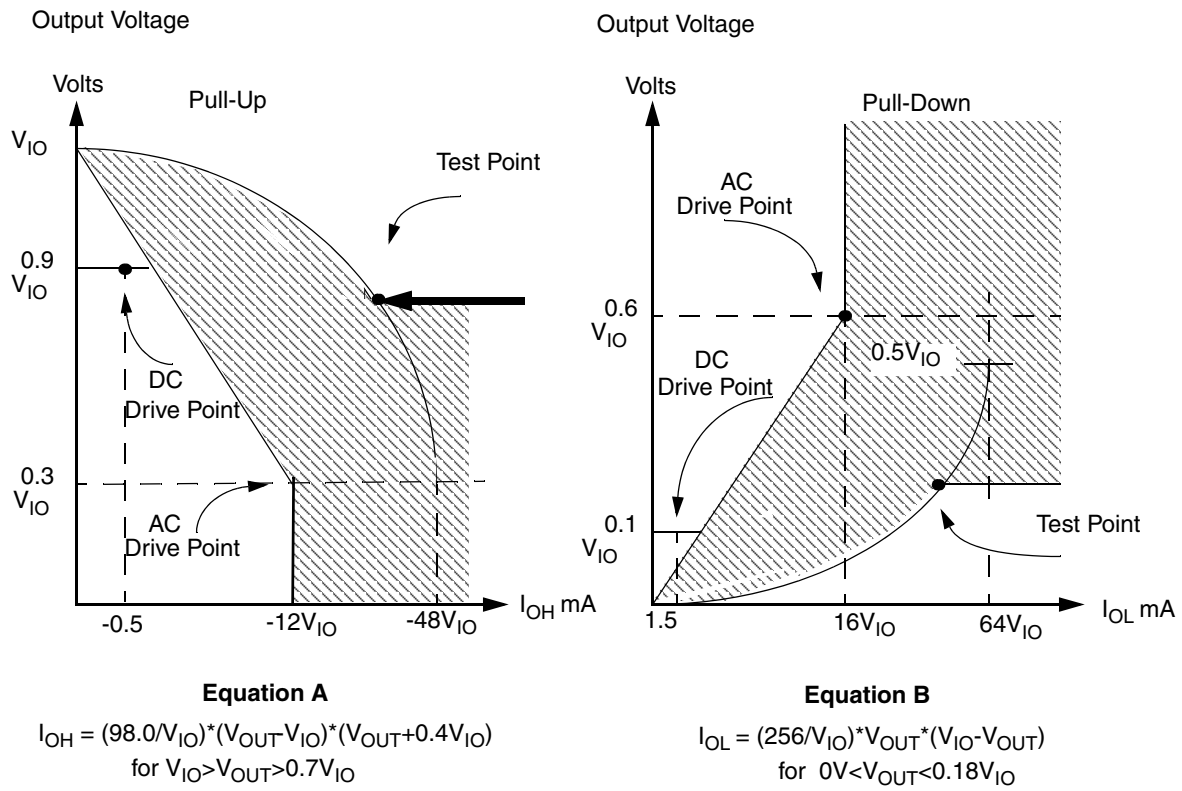 Output Voltage
Volts
Pull-Up
V_IO
Test Point
0.9
V_IO
DC
Drive Point
0.3
V_IO
AC
Drive Point
-0.5
-12V_IO
-48V_IO
I_OH mA
Equation A
I_OH = (98.0/V_IO)*(V_OUT-V_IO)*(V_OUT+0.4V_IO)
for V_IO>V_OUT>0.7V_IO
Output Voltage
Volts
Pull-Down
AC
Drive Point
0.6
V_IO
0.5V_IO
DC
Drive Point
0.1
V_IO
Test Point
1.5
16V_IO
64V_IO
I_OL mA
Equation B
I_OL = (256/V_IO)*V_OUT*(V_IO-V_OUT)
for 0V<V_OUT<0.18V_IO